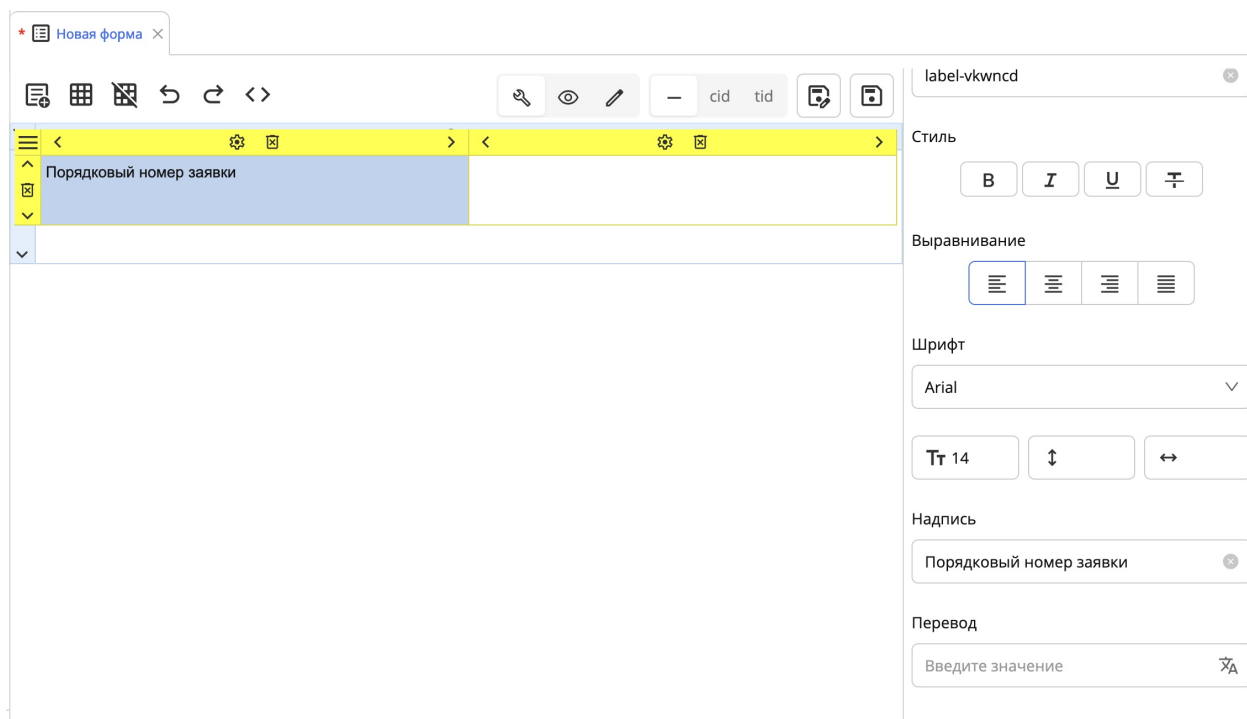 * Новая форма
cid tid
label-vkwncd
Порядковый номер заявки
Стиль
B I U T
Выравнивание
Шрифт
Arial
Tт 14
Надпись
Порядковый номер заявки
Перевод
Введите значение